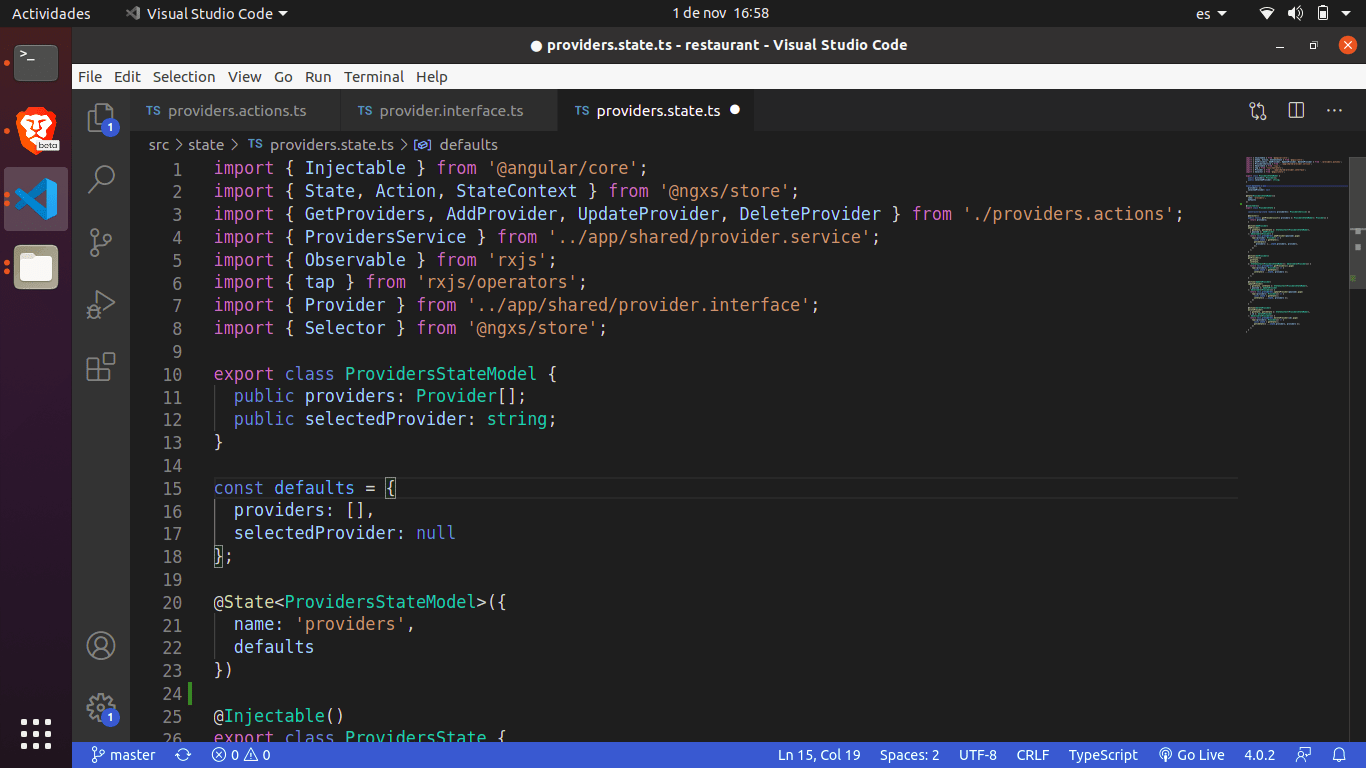 Actividades Visual Studio Code 1 de nov 16:58 es
providers.state.ts - restaurant - Visual Studio Code
File Edit Selection View Go Run Terminal Help
TS providers.actions.ts TS provider.interface.ts TS providers.state.ts
src > state > TS providers.state.ts > defaults
1 import { Injectable } from '@angular/core';
2 import { State, Action, StateContext } from '@ngxs/store';
3 import { GetProviders, AddProvider, UpdateProvider, DeleteProvider } from './providers.actions';
4 import { ProvidersService } from '../app/shared/provider.service';
5 import { Observable } from 'rxjs';
6 import { tap } from 'rxjs/operators';
7 import { Provider } from '../app/shared/provider.interface';
8 import { Selector } from '@ngxs/store';
9
10 export class ProvidersStateModel {
11 public providers: Provider[];
12 public selectedProvider: string;
13 }
14
15 const defaults = {
16 providers: [],
17 selectedProvider: null
18 };
19
20 @State<ProvidersStateModel>({
21 name: 'providers',
22 defaults
23 })
24
25 @Injectable()
26 export class ProvidersState {
>_
beta
1
1
master 0 0 Ln 15, Col 19 Spaces: 2 UTF-8 CRLF TypeScript Go Live 4.0.2